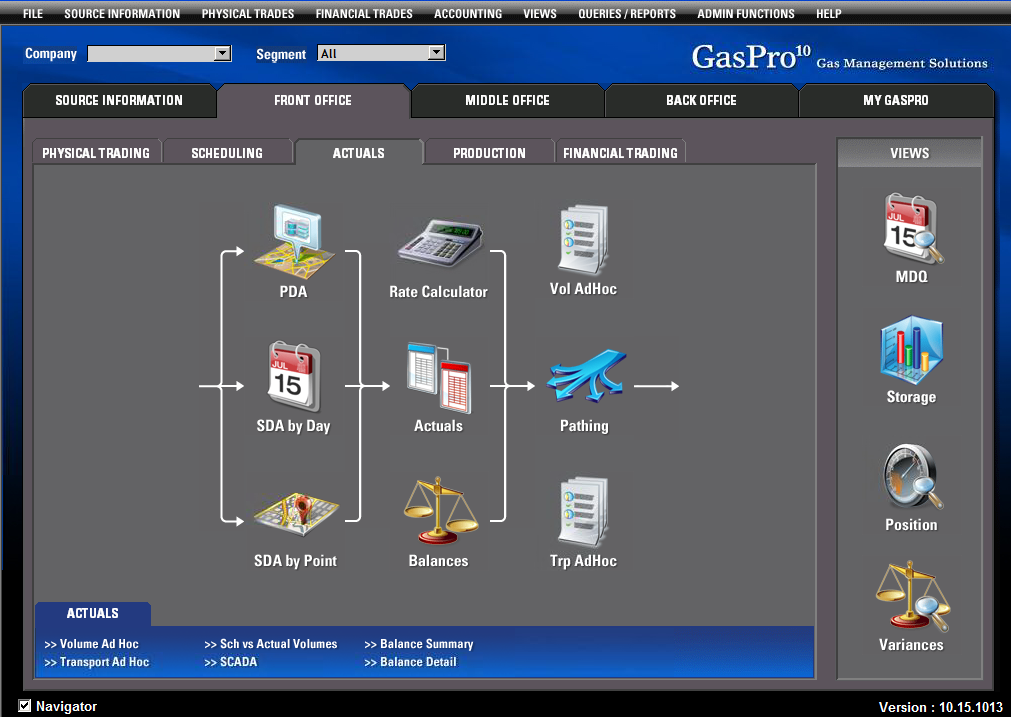 FILE SOURCE INFORMATION PHYSICAL TRADES FINANCIAL TRADES ACCOUNTING VIEWS QUERIES / REPORTS ADMIN FUNCTIONS HELP
Company Segment All
GasPro10 Gas Management Solutions
SOURCE INFORMATION FRONT OFFICE MIDDLE OFFICE BACK OFFICE MY GASPRO
PHYSICAL TRADING SCHEDULING ACTUALS PRODUCTION FINANCIAL TRADING
VIEWS
PDA
Rate Calculator
Vol AdHoc
JUL
15
MDQ
JUL
15
SDA by Day
Actuals
Pathing
Storage
SDA by Point
Balances
Trp AdHoc
Position
Variances
ACTUALS
>> Volume Ad Hoc >> Sch vs Actual Volumes >> Balance Summary
>> Transport Ad Hoc >> SCADA >> Balance Detail
Navigator
Version : 10.15.1013